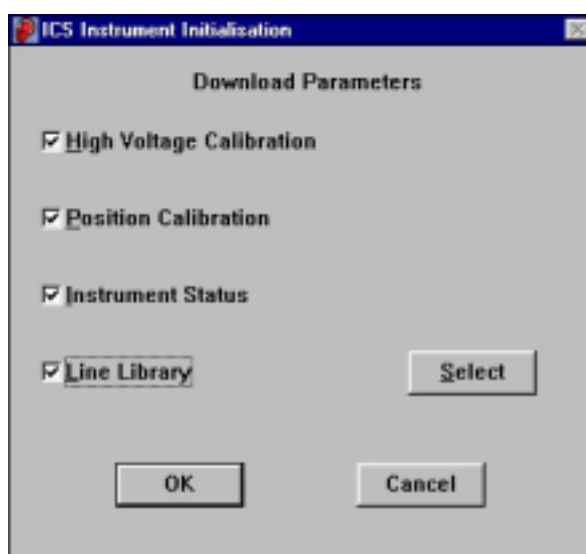 ICS Instrument Initialisation
Download Parameters
High Voltage Calibration
Position Calibration
Instrument Status
Line Library
Select
OK
Cancel